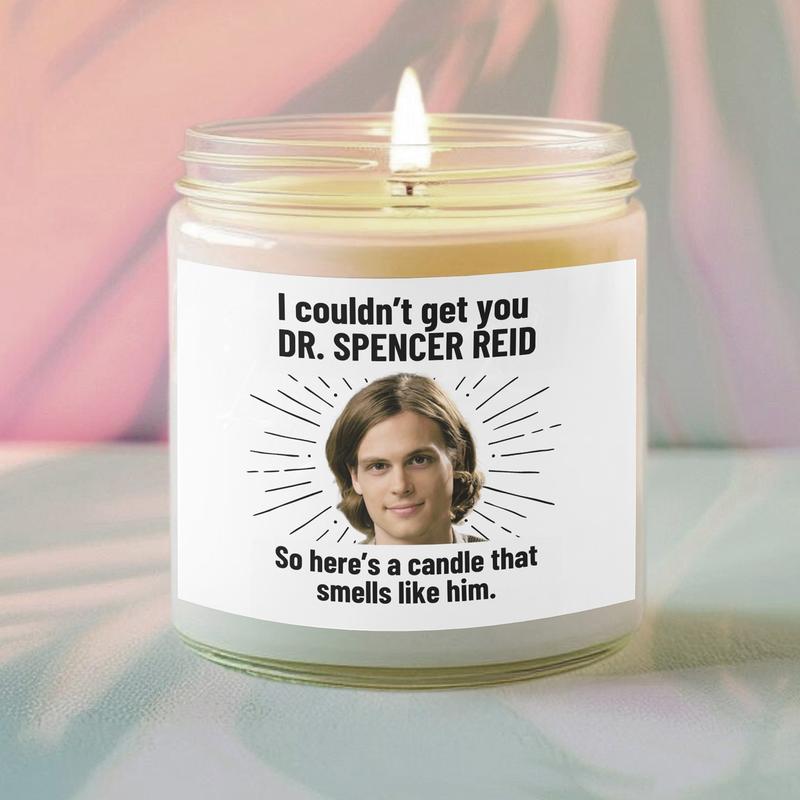 I couldn't get you
DR. SPENCER REID
So here's a candle that
smells like him.